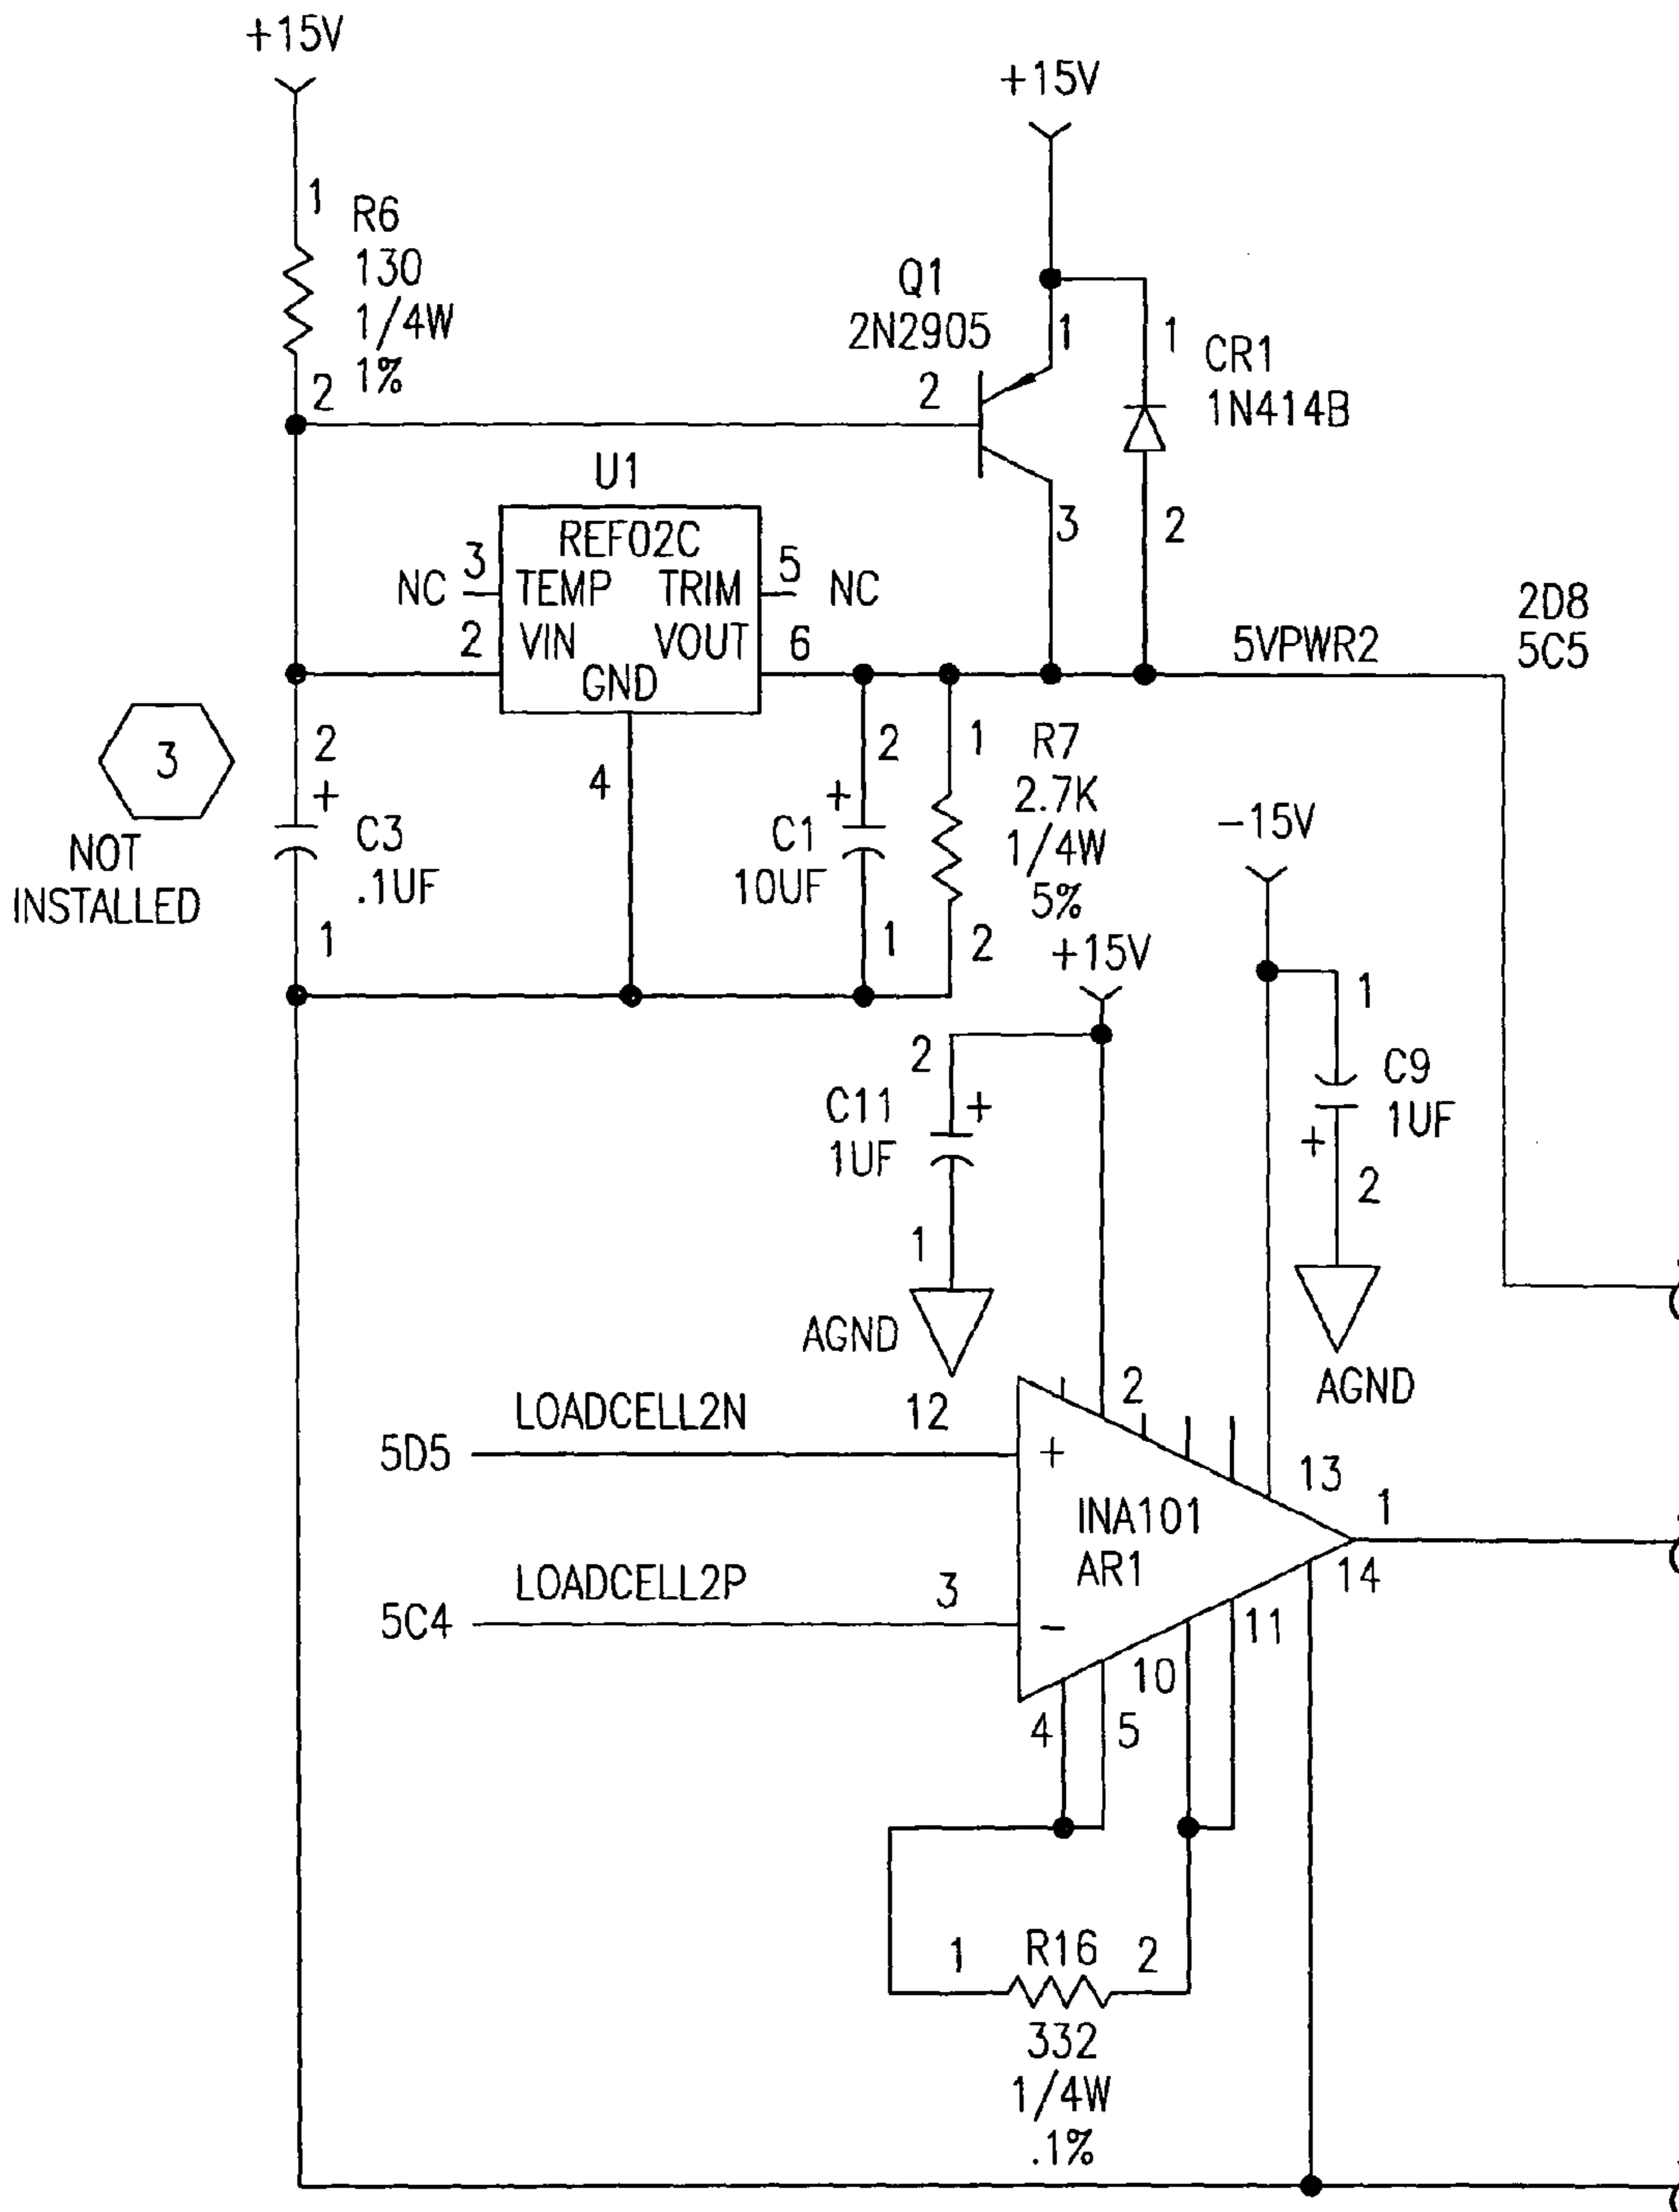 +15V
+15V
1
R6
130
1/4W
1%
2
Q1
2N2905
1
2
3
1
CR1
1N414B
2
U1
REF02C
NC 3 TEMP TRIM 5 NC
2 VIN VOUT 6
GND
4
5VPWR2
2D8
5C5
3
NOT
INSTALLED
2
+
C3
.1UF
1
2
+
C1
10UF
1
1
R7
2.7K
1/4W
5%
2
-15V
+15V
1
C9
1UF
+
2
AGND
2
C11
1UF
+
1
AGND
5D5 LOADCELL2N 12
+
2
13
INA101
AR1
1
14
5C4 LOADCELL2P 3
-
11
10
4
5
1 R16 2
332
1/4W
.1%